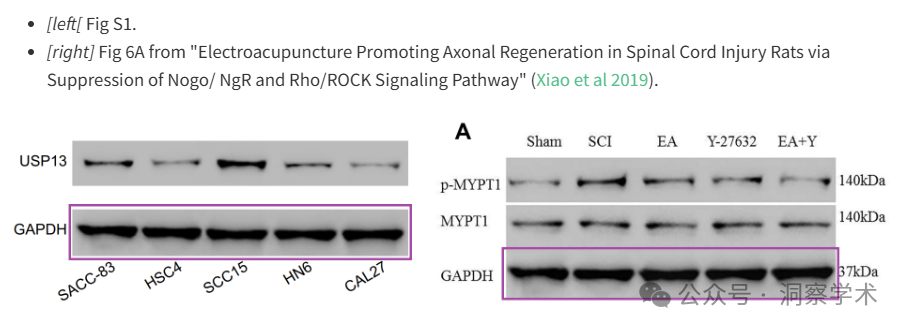 [left[ Fig S1.
[right] Fig 6A from "Electroacupuncture Promoting Axonal Regeneration in Spinal Cord Injury Rats via
Suppression of Nogo/ NgR and Rho/ROCK Signaling Pathway" (Xiao et al 2019).
USP13
GAPDH
SACC-83 HSC4 SCC15 HN6 CAL27
A
Sham SCI EA Y-27632 EA+Y
p-MYPT1 140kDa
MYPT1 140kDa
GAPDH 37kDa
公众号 · 洞察学术